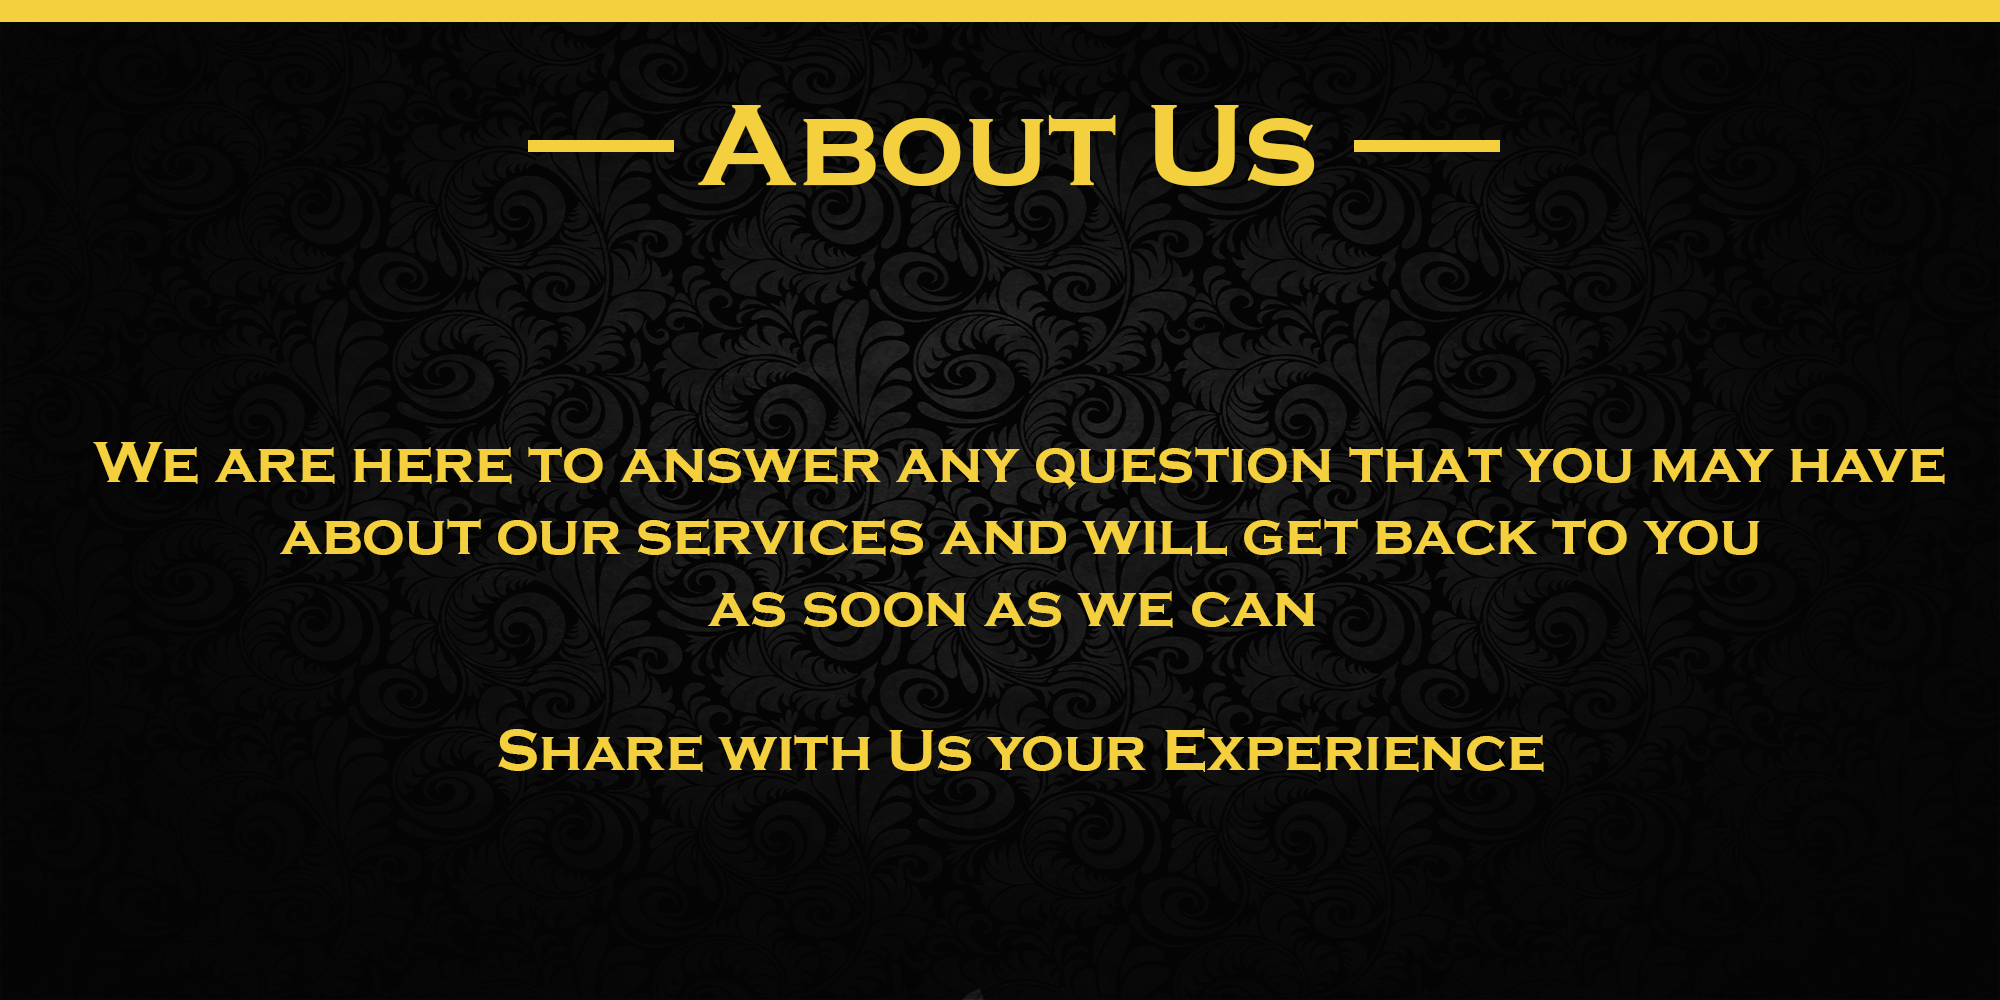 About Us
We are here to answer any question that you may have
about our services and will get back to you
as soon as we can
Share with Us your Experience